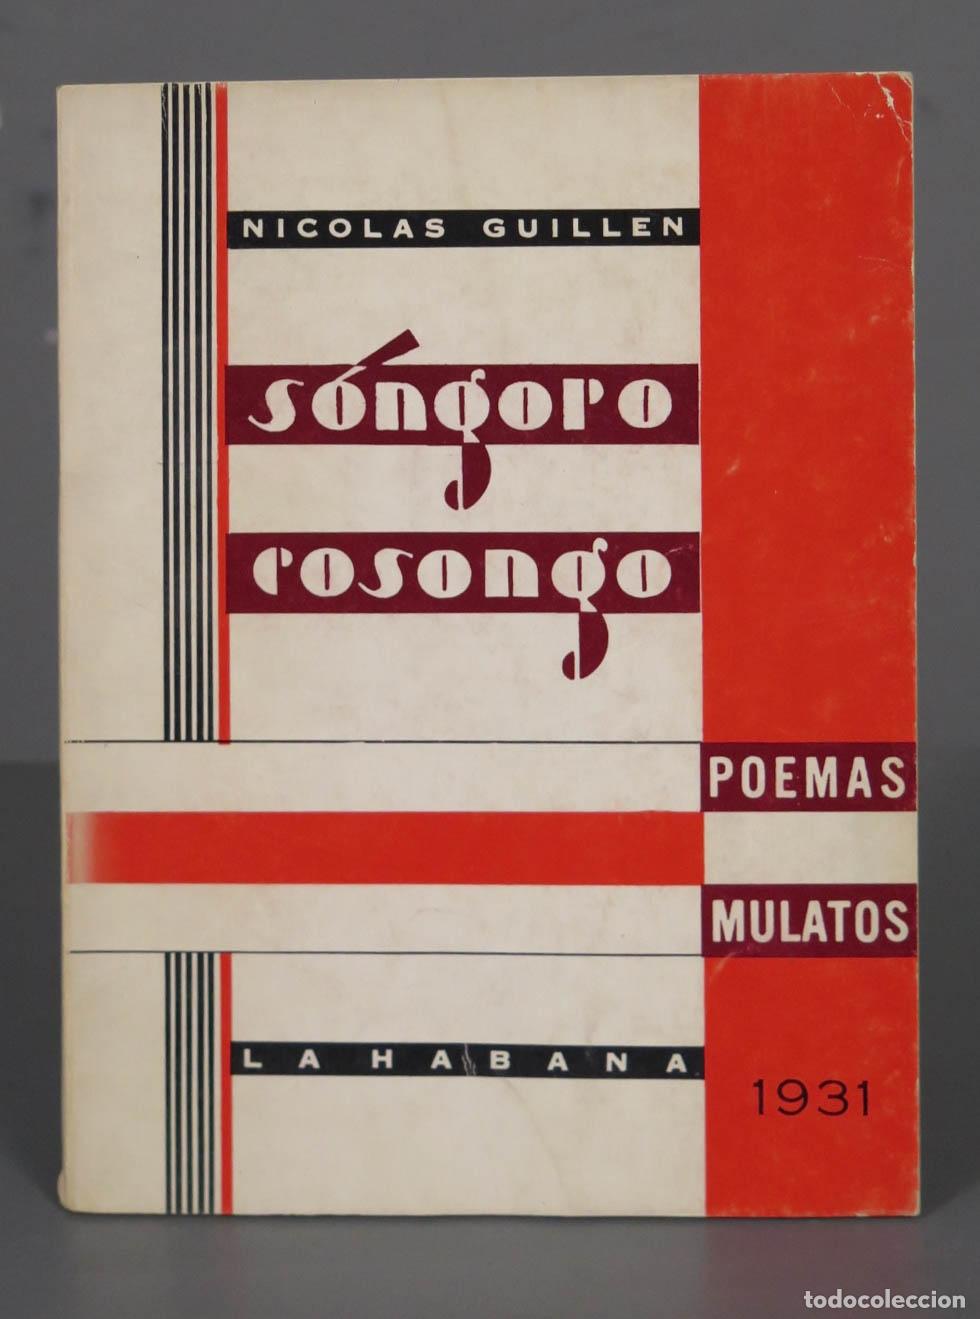 NICOLAS GUILLEN
sóngoro
cosongo
POEMAS
MULATOS
LA HABANA
1931
todocoleccion